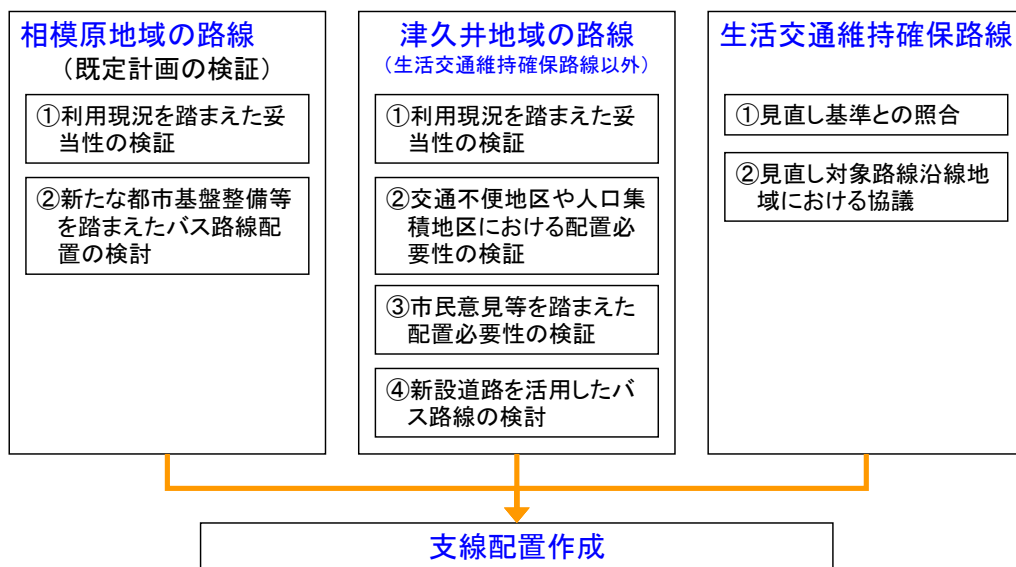 相模原地域の路線
（既定計画の検証）
①利用現況を踏まえた妥
当性の検証
②新たな都市基盤整備等
を踏まえたバス路線配
置の検討
津久井地域の路線
（生活交通維持確保路線以外）
①利用現況を踏まえた妥
当性の検証
②交通不便地区や人口集
積地区における配置必
要性の検証
③市民意見等を踏まえた
配置必要性の検証
④新設道路を活用したバ
ス路線の検討
生活交通維持確保路線
①見直し基準との照合
②見直し対象路線沿線地
域における協議
支線配置作成